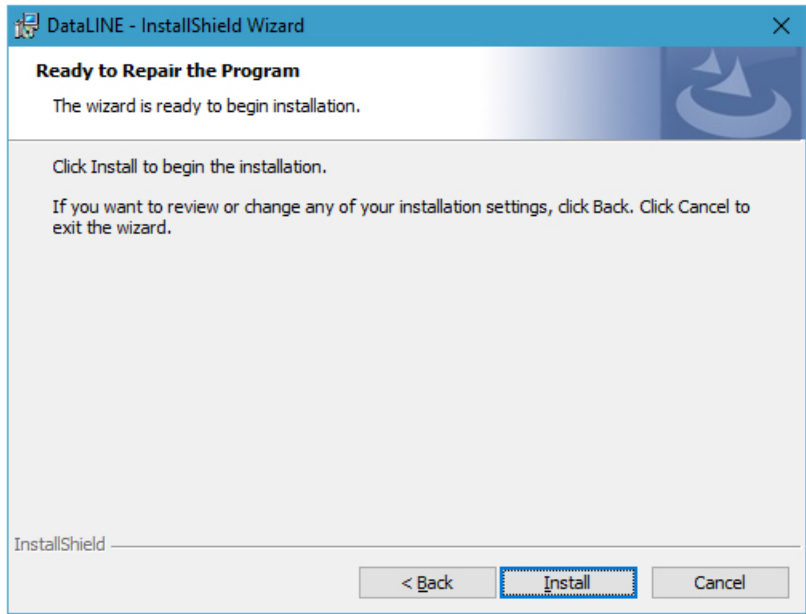 DataLINE - InstallShield Wizard
Ready to Repair the Program
The wizard is ready to begin installation.
Click Install to begin the installation.
If you want to review or change any of your installation settings, click Back. Click Cancel to
exit the wizard.
InstallShield
< Back
Install
Cancel